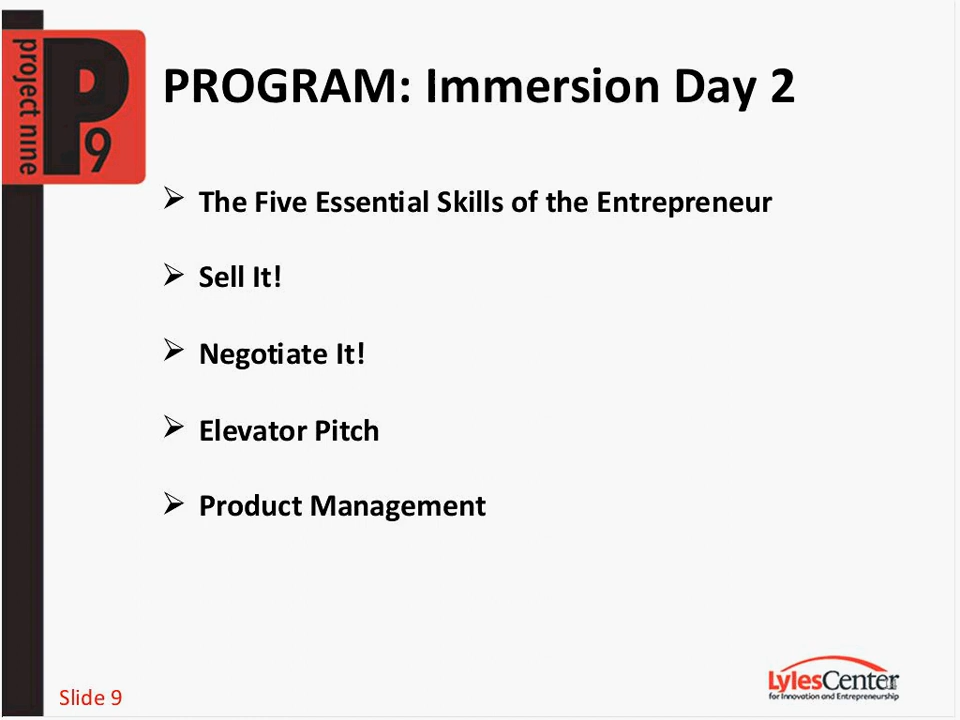 project nine
P
9
PROGRAM: Immersion Day 2
➢ The Five Essential Skills of the Entrepreneur
➢ Sell It!
➢ Negotiate It!
➢ Elevator Pitch
➢ Product Management
Slide 9
LylesCenter
for Innovation and Entrepreneurship